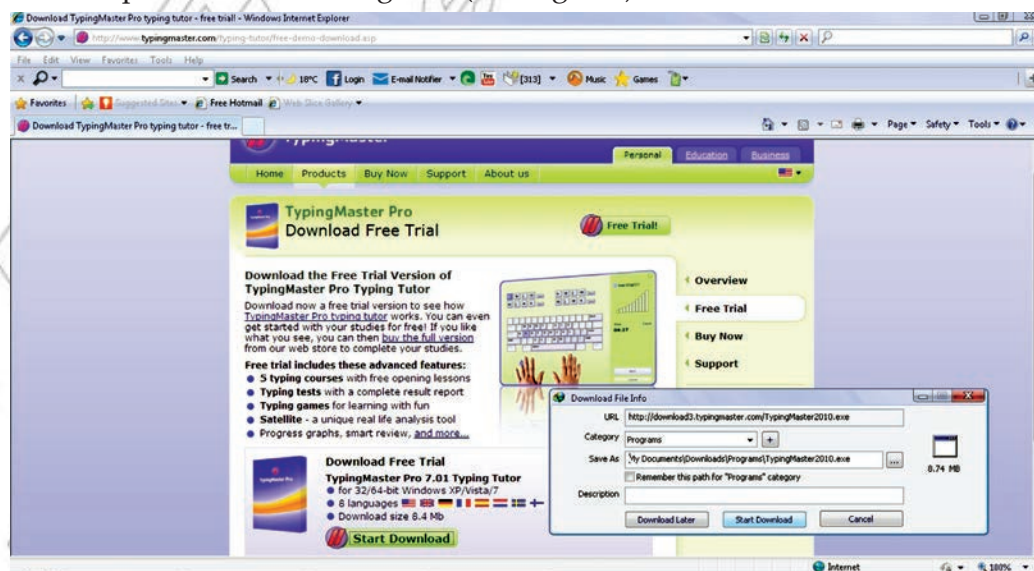 Download TypingMaster Pro typing tutor - free trial! - Windows Internet Explorer
http://www.typingmaster.com/typing-tutor/free-demo-download.asp
File Edit View Favorites Tools Help
Search 18°C Login E-mail Notifier [313] Music Games
Favorites Suggested Sites Free Hotmail Web Slice Gallery
Download TypingMaster Pro typing tutor - free tr...
Page Safety Tools
TypingMaster
Personal Education Business
Home Products Buy Now Support About us
TypingMaster Pro
Download Free Trial
Free Trial!
Download the Free Trial Version of
TypingMaster Pro Typing Tutor
Download now a free trial version to see how
TypingMaster Pro typing tutor works. You can even
get started with your studies for free! If you like
what you see, you can then buy the full version
from our web store to complete your studies.
Free trial includes these advanced features:
5 typing courses with free opening lessons
Typing tests with a complete result report
Typing games for learning with fun
Satellite - a unique real life analysis tool
Progress graphs, smart review, and more...
Overview
Free Trial
Buy Now
Support
Download Free Trial
TypingMaster Pro 7.01 Typing Tutor
for 32/64-bit Windows XP/Vista/7
8 languages
Download size 8.4 Mb
Start Download
Download File Info
URL http://download3.typingmaster.com/TypingMaster2010.exe
Category Programs
Save As My Documents\Downloads\Programs\TypingMaster2010.exe ...
8.74 MB
Remember this path for "Programs" category
Description
Download Later Start Download Cancel
Internet 100%